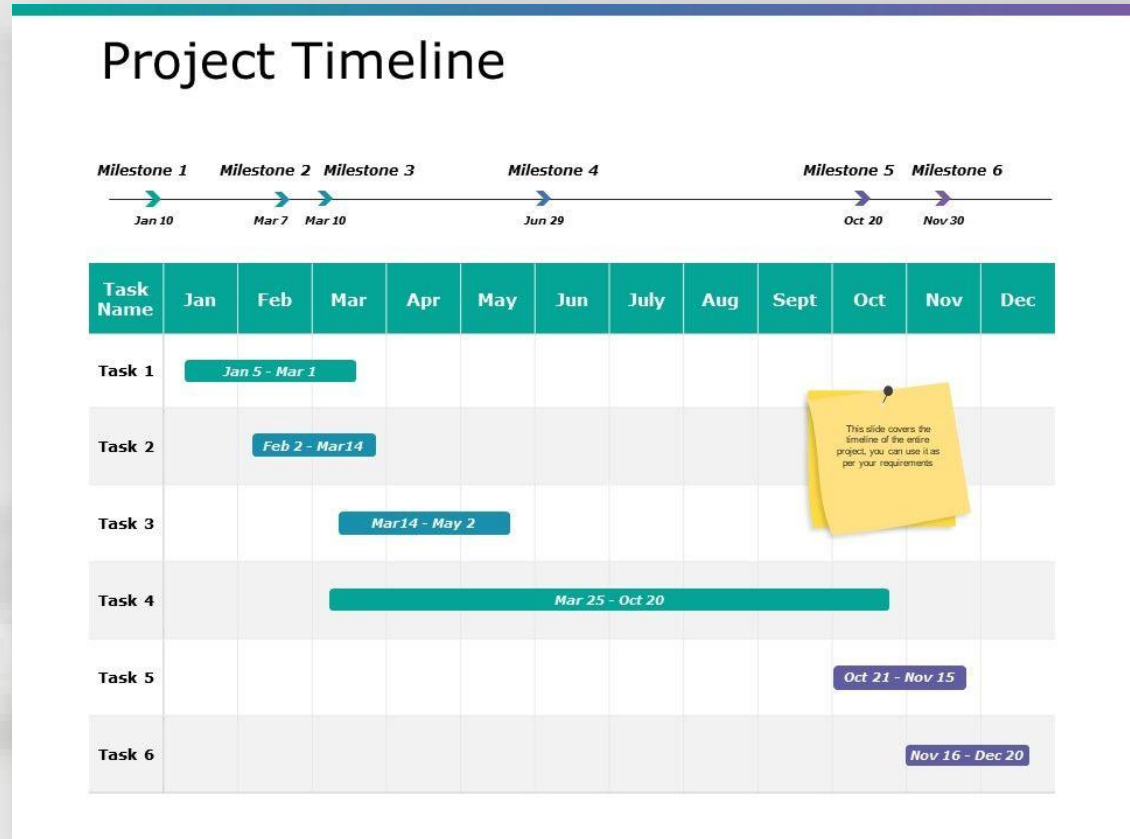 Project Timeline
Milestone 1 Milestone 2 Milestone 3 Milestone 4 Milestone 5 Milestone 6
Jan 10 Mar 7 Mar 10 Jun 29 Oct 20 Nov 30
Task Name Jan Feb Mar Apr May Jun July Aug Sept Oct Nov Dec
Task 1 Jan 5 - Mar 1
Task 2 Feb 2 - Mar14
Task 3 Mar14 - May 2
Task 4 Mar 25 - Oct 20
Task 5 Oct 21 - Nov 15
Task 6 Nov 16 - Dec 20
This slide covers the
timeline of the entire
project, you can use it as
per your requirements